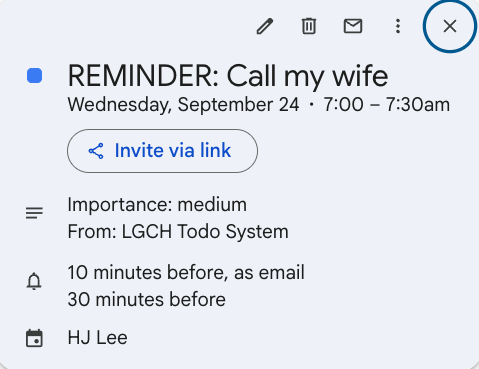 REMINDER: Call my wife
Wednesday, September 24 · 7:00 – 7:30am
Invite via link
Importance: medium
From: LGCH Todo System
10 minutes before, as email
30 minutes before
HJ Lee